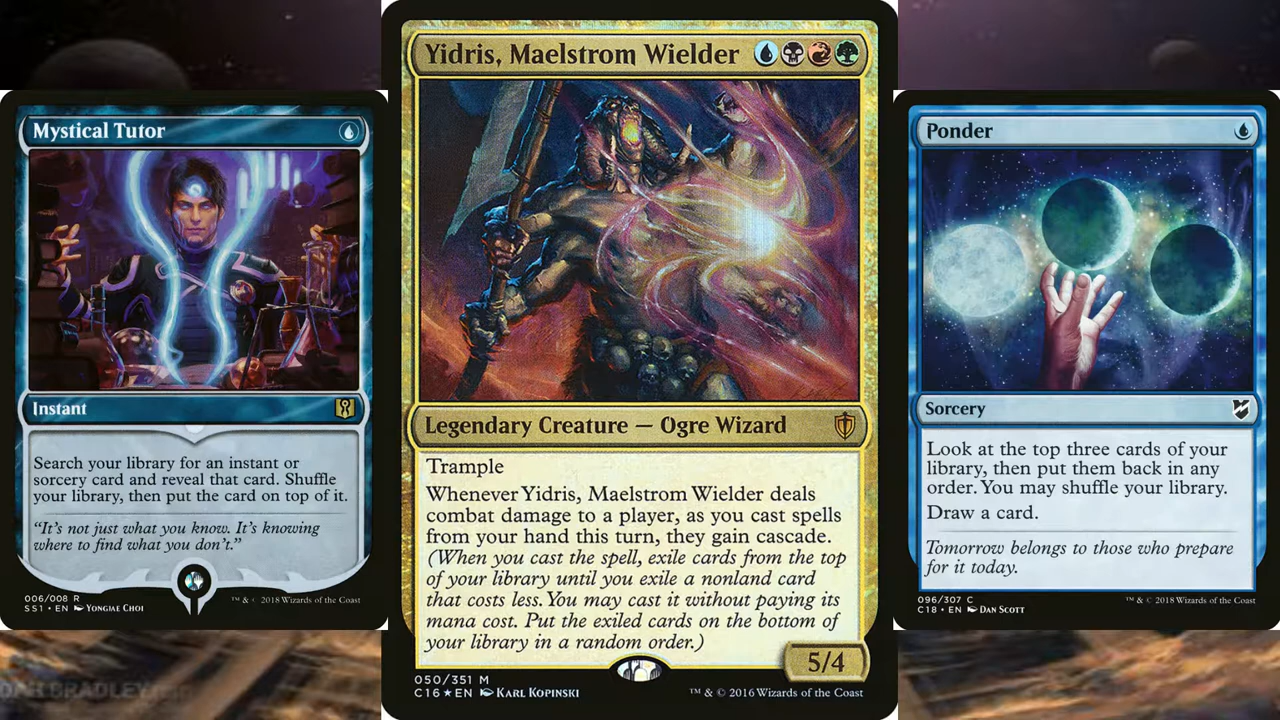 Mystical Tutor
Instant
Search your library for an instant or
sorcery card and reveal that card. Shuffle
your library, then put the card on top of it.
“It’s not just what you know. It’s knowing
where to find what you don’t.”
006/008 R
SS1 • EN Yongjae Choi
™ & © 2018 Wizards of the Coast
Yidris, Maelstrom Wielder
Legendary Creature — Ogre Wizard
Trample
Whenever Yidris, Maelstrom Wielder deals
combat damage to a player, as you cast spells
from your hand this turn, they gain cascade.
(When you cast the spell, exile cards from the top
of your library until you exile a nonland card
that costs less. You may cast it without paying its
mana cost. Put the exiled cards on the bottom of
your library in a random order.)
5/4
050/351 M
C16 ★ EN Karl Kopinski
™ & © 2016 Wizards of the Coast
Ponder
Sorcery
Look at the top three cards of your
library, then put them back in any
order. You may shuffle your library.
Draw a card.
Tomorrow belongs to those who prepare
for it today.
096/307 C
C18 • EN Dan Scott
™ & © 2018 Wizards of the Coast
BRADLEY